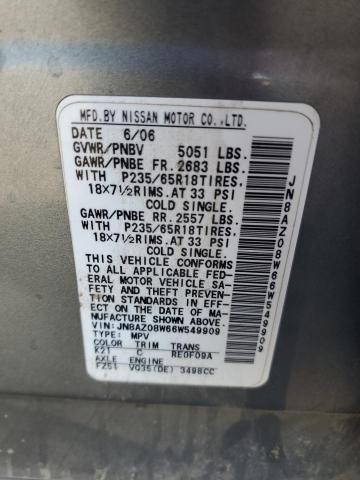 MFD.BY NISSAN MOTOR CO.,LTD.
DATE 6/06
GVWR/PNBV 5051 LBS.
GAWR/PNBE FR. 2683 LBS.
WITH P235/65R18TIRES,
18X7½RIMS. AT 33 PSI
COLD SINGLE.
GAWR/PNBE RR. 2557 LBS.
WITH P235/65R18TIRES,
18X7½RIMS. AT 33 PSI
COLD SINGLE.
THIS VEHICLE CONFORMS
TO ALL APPLICABLE FED-
ERAL MOTOR VEHICLE SA-
FETY AND THEFT PREV-
ENTION STANDARDS IN EFF-
ECT ON THE DATE OF MA-
NUFACTURE SHOWN ABOVE.
VIN:JN8AZ08W66W549909
TYPE: MPV
COLOR TRIM TRANS
K21 C RE0F09A
AXLE ENGINE
FZ51 VQ35(DE) 3498CC
JN8AZ08W66W549909